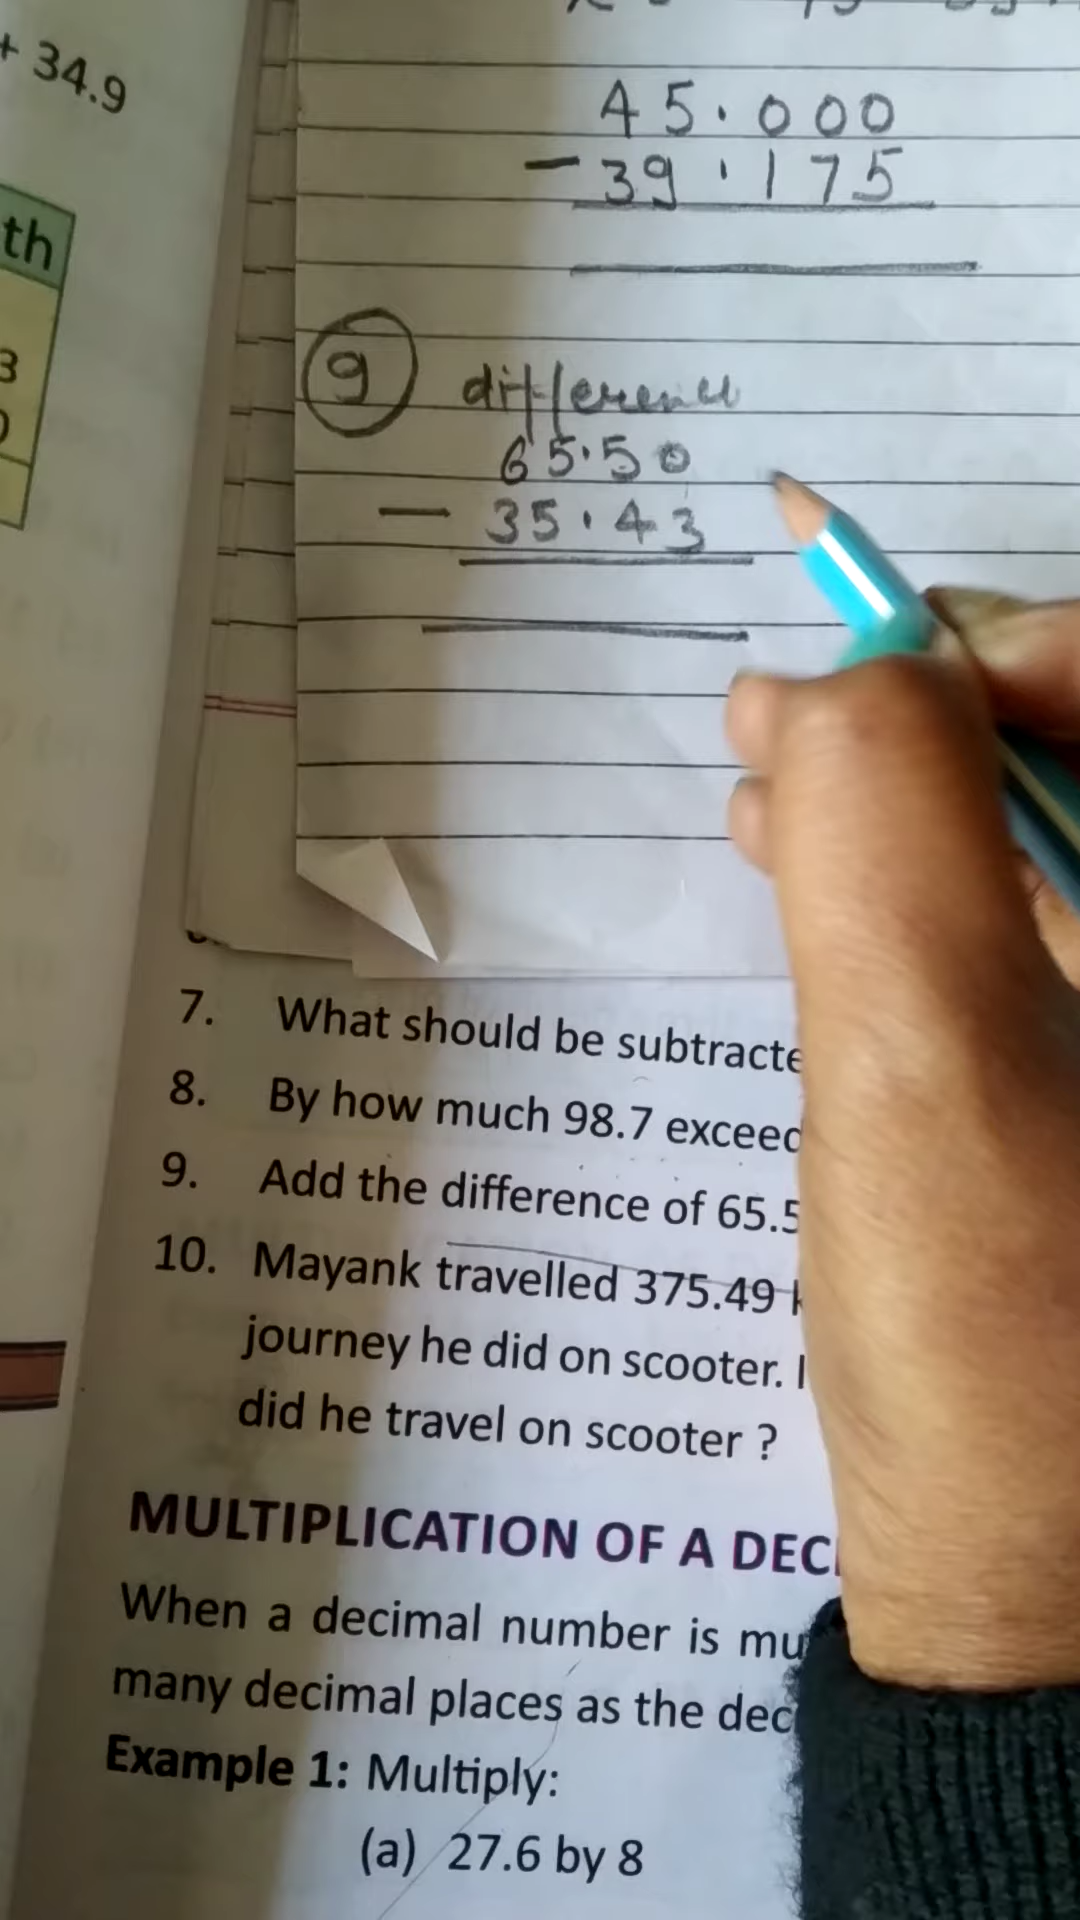 + 34.9
th
3
45.000
- 39.175
9 difference
65.50
- 35.43
7. What should be subtracte
8. By how much 98.7 exceed
9. Add the difference of 65.5
10. Mayank travelled 375.49 k
journey he did on scooter. I
did he travel on scooter ?
MULTIPLICATION OF A DECI
When a decimal number is mu
many decimal places as the dec
Example 1: Multiply:
(a) 27.6 by 8